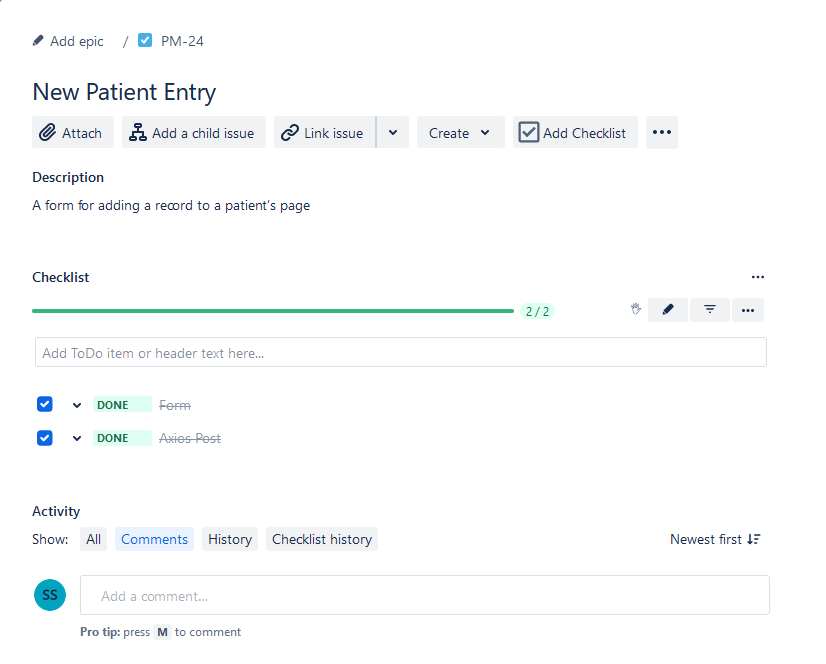 Add epic / PM-24
New Patient Entry
Attach Add a child issue Link issue Create Add Checklist
Description
A form for adding a record to a patient's page
Checklist
2 / 2
Add ToDo item or header text here...
DONE Form
DONE Axios Post
Activity
Show: All Comments History Checklist history Newest first
SS Add a comment...
Pro tip: press M to comment